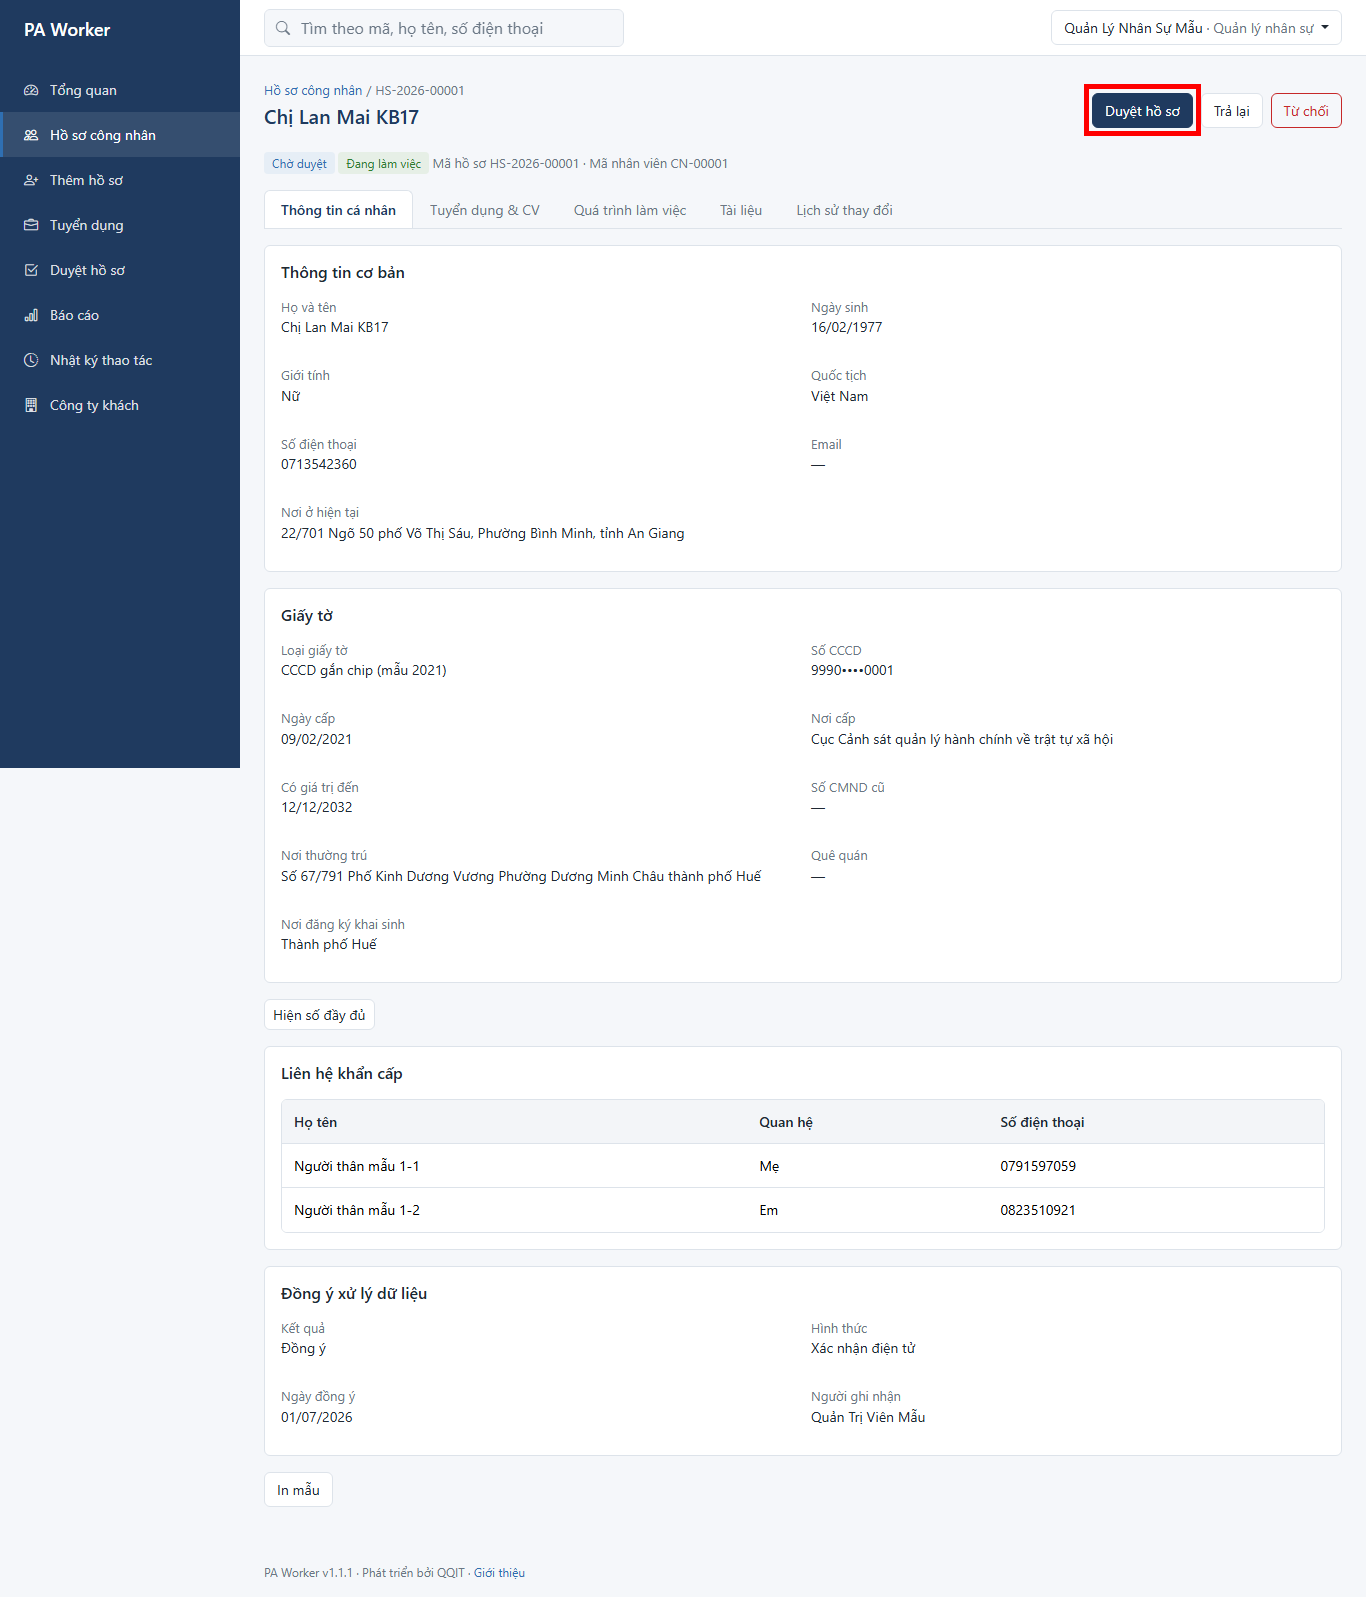 PA Worker
Tìm theo mã, họ tên, số điện thoại
Quản Lý Nhân Sự Mẫu · Quản lý nhân sự
Tổng quan
Hồ sơ công nhân
Thêm hồ sơ
Tuyển dụng
Duyệt hồ sơ
Báo cáo
Nhật ký thao tác
Công ty khách
Hồ sơ công nhân / HS-2026-00001
Chị Lan Mai KB17
Duyệt hồ sơ
Trả lại
Từ chối
Chờ duyệt Đang làm việc Mã hồ sơ HS-2026-00001 · Mã nhân viên CN-00001
Thông tin cá nhân
Tuyển dụng & CV
Quá trình làm việc
Tài liệu
Lịch sử thay đổi
Thông tin cơ bản
Họ và tên
Chị Lan Mai KB17
Ngày sinh
16/02/1977
Giới tính
Nữ
Quốc tịch
Việt Nam
Số điện thoại
0713542360
Email
—
Nơi ở hiện tại
22/701 Ngõ 50 phố Võ Thị Sáu, Phường Bình Minh, tỉnh An Giang
Giấy tờ
Loại giấy tờ
CCCD gắn chip (mẫu 2021)
Số CCCD
9990••••0001
Ngày cấp
09/02/2021
Nơi cấp
Cục Cảnh sát quản lý hành chính về trật tự xã hội
Có giá trị đến
12/12/2032
Số CMND cũ
—
Nơi thường trú
Số 67/791 Phố Kinh Dương Vương Phường Dương Minh Châu thành phố Huế
Quê quán
—
Nơi đăng ký khai sinh
Thành phố Huế
Hiện số đầy đủ
Liên hệ khẩn cấp
Họ tên Quan hệ Số điện thoại
Người thân mẫu 1-1 Mẹ 0791597059
Người thân mẫu 1-2 Em 0823510921
Đồng ý xử lý dữ liệu
Kết quả
Đồng ý
Hình thức
Xác nhận điện tử
Ngày đồng ý
01/07/2026
Người ghi nhận
Quản Trị Viên Mẫu
In mẫu
PA Worker v1.1.1 · Phát triển bởi QQIT · Giới thiệu